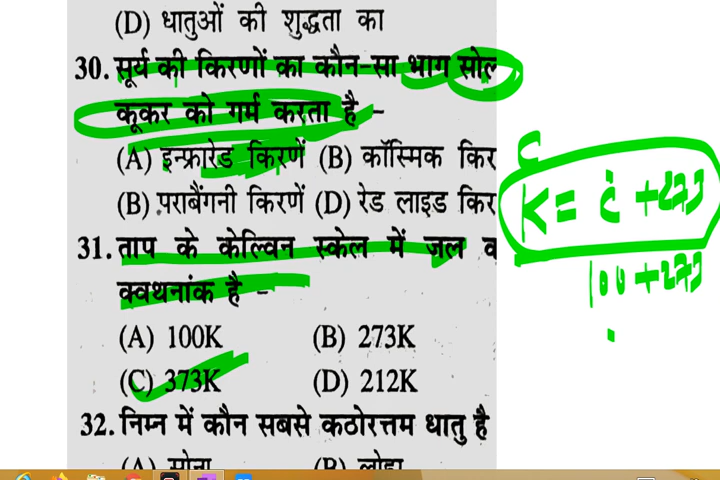 (D) धातुओं की शुद्धता का
30. सूर्य की किरणों का कौन-सा भाग सोल
कूकर को गर्म करता है -
(A) इन्फ्रारेड किरणें (B) कॉस्मिक किर
(B) पराबैंगनी किरणें (D) रेड लाइड किर
C
K = c + 273
31. ताप के केल्विन स्केल में जल व
100 + 273
क्वथनांक है -
(A) 100K (B) 273K
(C) 373K (D) 212K
32. निम्न में कौन सबसे कठोरत्तम धातु है
(A) सोना (B) लोहा